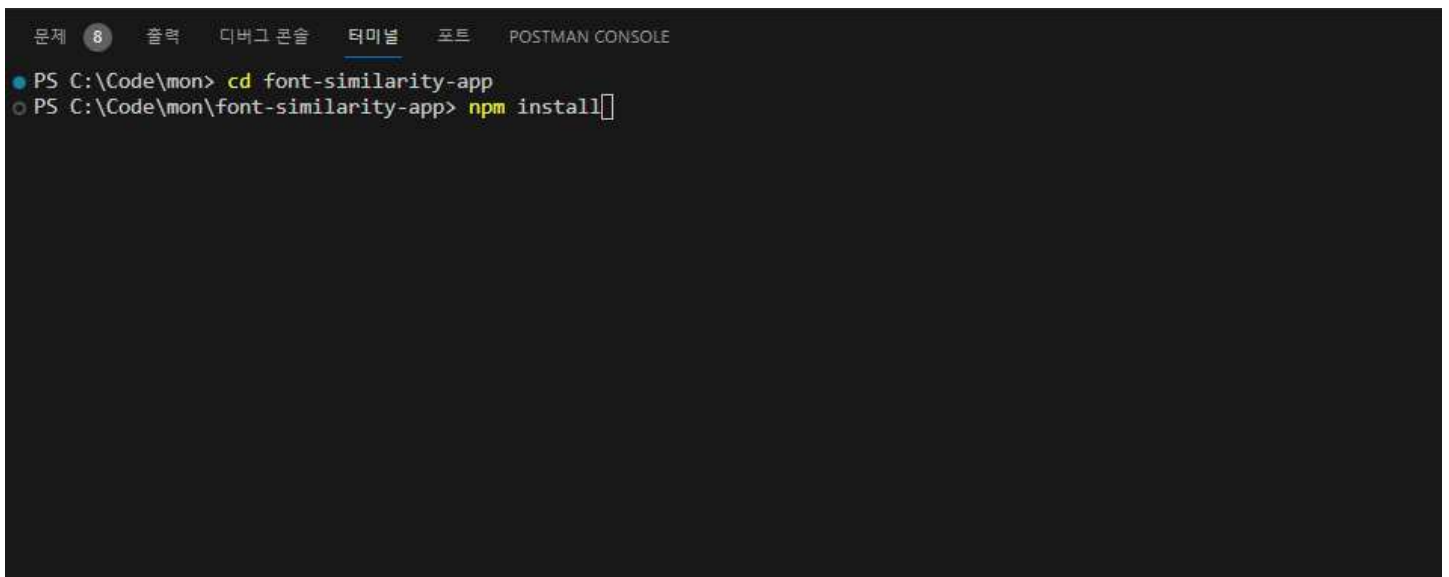 문제 8 출력 디버그 콘솔 터미널 포트 POSTMAN CONSOLE
PS C:\Code\mon> cd font-similarity-app
PS C:\Code\mon\font-similarity-app> npm install